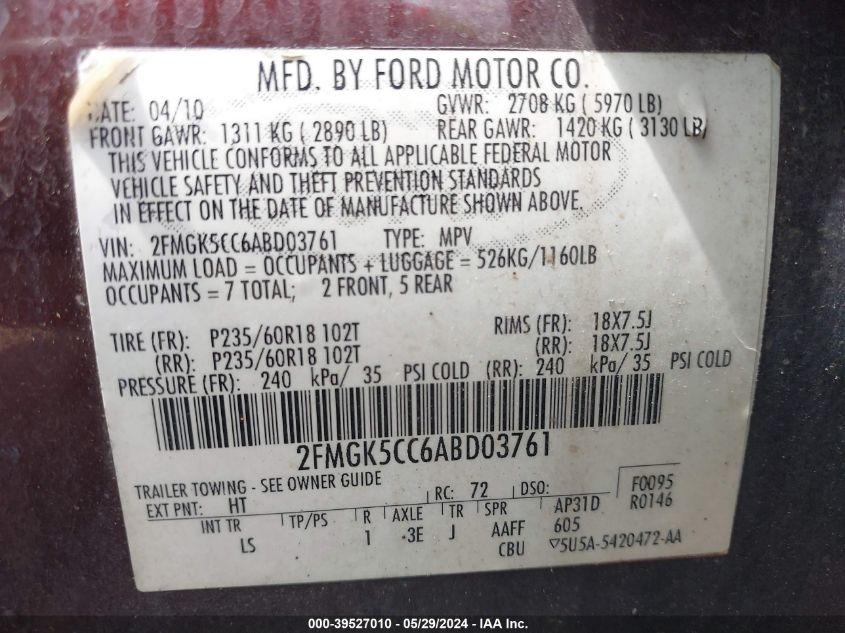 MFD. BY FORD MOTOR CO.
DATE: 04/10 GVWR: 2708 KG ( 5970 LB)
FRONT GAWR: 1311 KG ( 2890 LB) REAR GAWR: 1420 KG ( 3130 LB)
THIS VEHICLE CONFORMS TO ALL APPLICABLE FEDERAL MOTOR
VEHICLE SAFETY AND THEFT PREVENTION STANDARDS
IN EFFECT ON THE DATE OF MANUFACTURE SHOWN ABOVE.
VIN: 2FMGK5CC6ABD03761 TYPE: MPV
MAXIMUM LOAD = OCCUPANTS + LUGGAGE = 526KG/1160LB
OCCUPANTS = 7 TOTAL; 2 FRONT, 5 REAR
TIRE (FR): P235/60R18 102T RIMS (FR): 18X7.5J
(RR): P235/60R18 102T (RR): 18X7.5J
PRESSURE (FR): 240 kPa/ 35 PSI COLD (RR): 240 kPa/ 35 PSI COLD
2FMGK5CC6ABD03761
TRAILER TOWING - SEE OWNER GUIDE
EXT PNT: HT RC: 72 DSO: F0095
R0146
INT TR TP/PS R AXLE TR SPR AP31D
LS 1 3E J AAFF 605
CBU ▽5U5A-5420472-AA
000-39527010 - 05/29/2024 - IAA Inc.